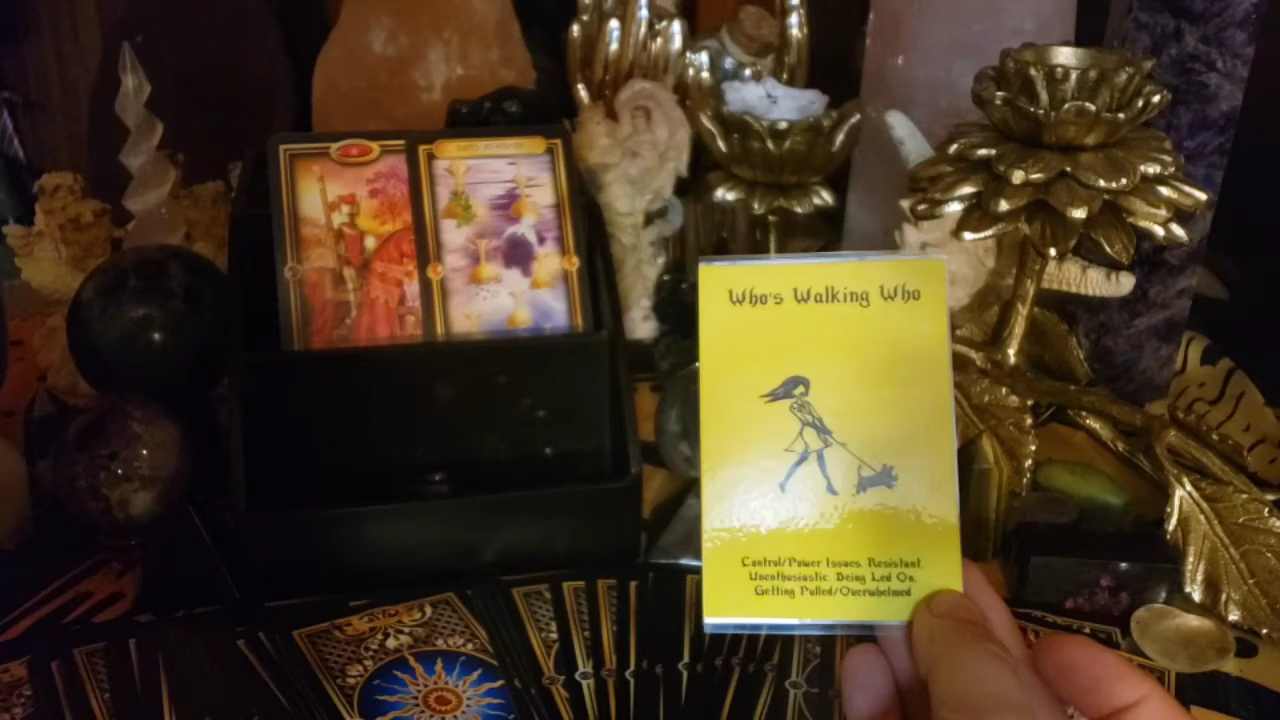 Who's Walking Who
Control/Power Issues. Resistant.
Unenthusiastic. Being Led On.
Getting Pulled/Overwhelmed